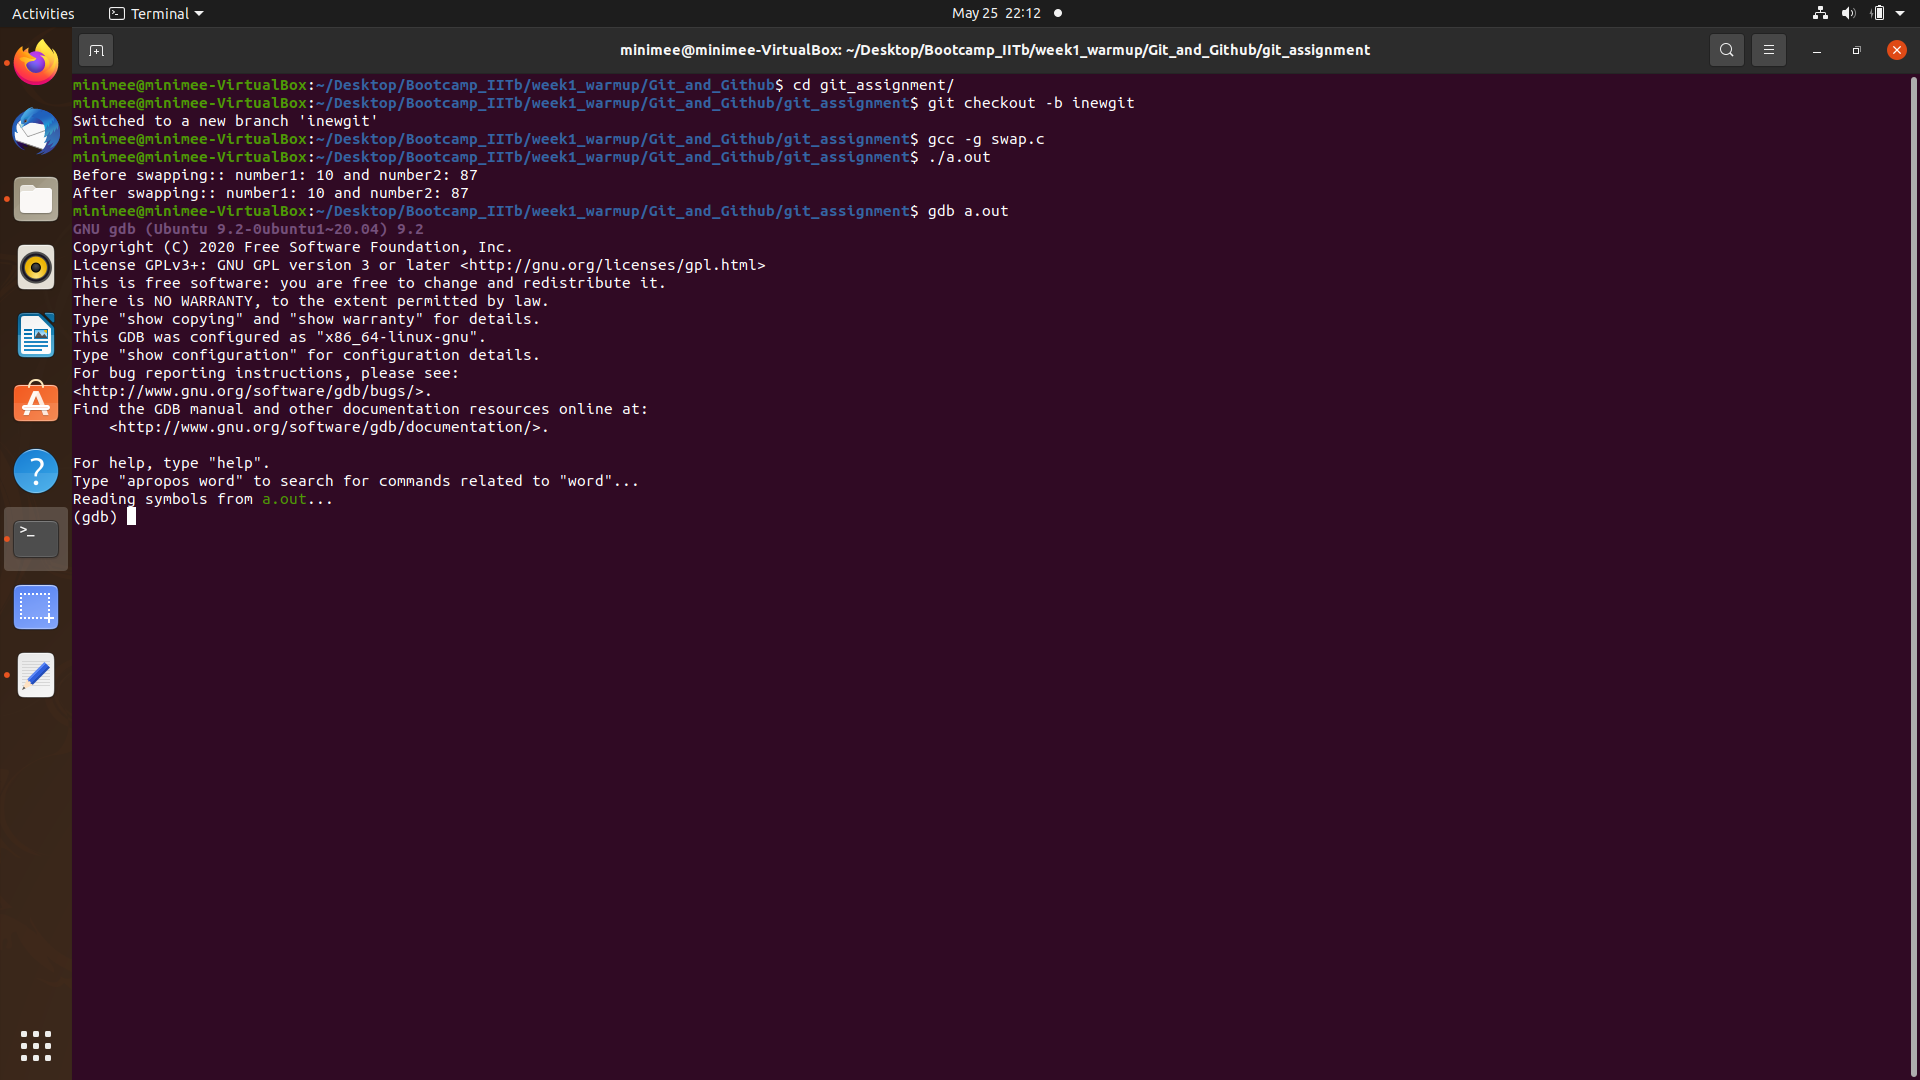 Activities Terminal May 25 22:12
minimee@minimee-VirtualBox: ~/Desktop/Bootcamp_IITb/week1_warmup/Git_and_Github/git_assignment
minimee@minimee-VirtualBox:~/Desktop/Bootcamp_IITb/week1_warmup/Git_and_Github$ cd git_assignment/
minimee@minimee-VirtualBox:~/Desktop/Bootcamp_IITb/week1_warmup/Git_and_Github/git_assignment$ git checkout -b inewgit
Switched to a new branch 'inewgit'
minimee@minimee-VirtualBox:~/Desktop/Bootcamp_IITb/week1_warmup/Git_and_Github/git_assignment$ gcc -g swap.c
minimee@minimee-VirtualBox:~/Desktop/Bootcamp_IITb/week1_warmup/Git_and_Github/git_assignment$ ./a.out
Before swapping:: number1: 10 and number2: 87
After swapping:: number1: 10 and number2: 87
minimee@minimee-VirtualBox:~/Desktop/Bootcamp_IITb/week1_warmup/Git_and_Github/git_assignment$ gdb a.out
GNU gdb (Ubuntu 9.2-0ubuntu1~20.04) 9.2
Copyright (C) 2020 Free Software Foundation, Inc.
License GPLv3+: GNU GPL version 3 or later <http://gnu.org/licenses/gpl.html>
This is free software: you are free to change and redistribute it.
There is NO WARRANTY, to the extent permitted by law.
Type "show copying" and "show warranty" for details.
This GDB was configured as "x86_64-linux-gnu".
Type "show configuration" for configuration details.
For bug reporting instructions, please see:
<http://www.gnu.org/software/gdb/bugs/>.
Find the GDB manual and other documentation resources online at:
    <http://www.gnu.org/software/gdb/documentation/>.
For help, type "help".
Type "apropos word" to search for commands related to "word"...
Reading symbols from a.out...
(gdb)